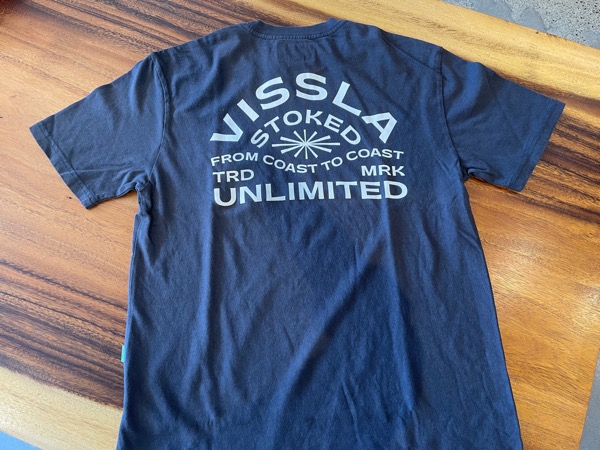 VISSLA
STOKED
FROM COAST TO COAST
TRD MRK
UNLIMITED